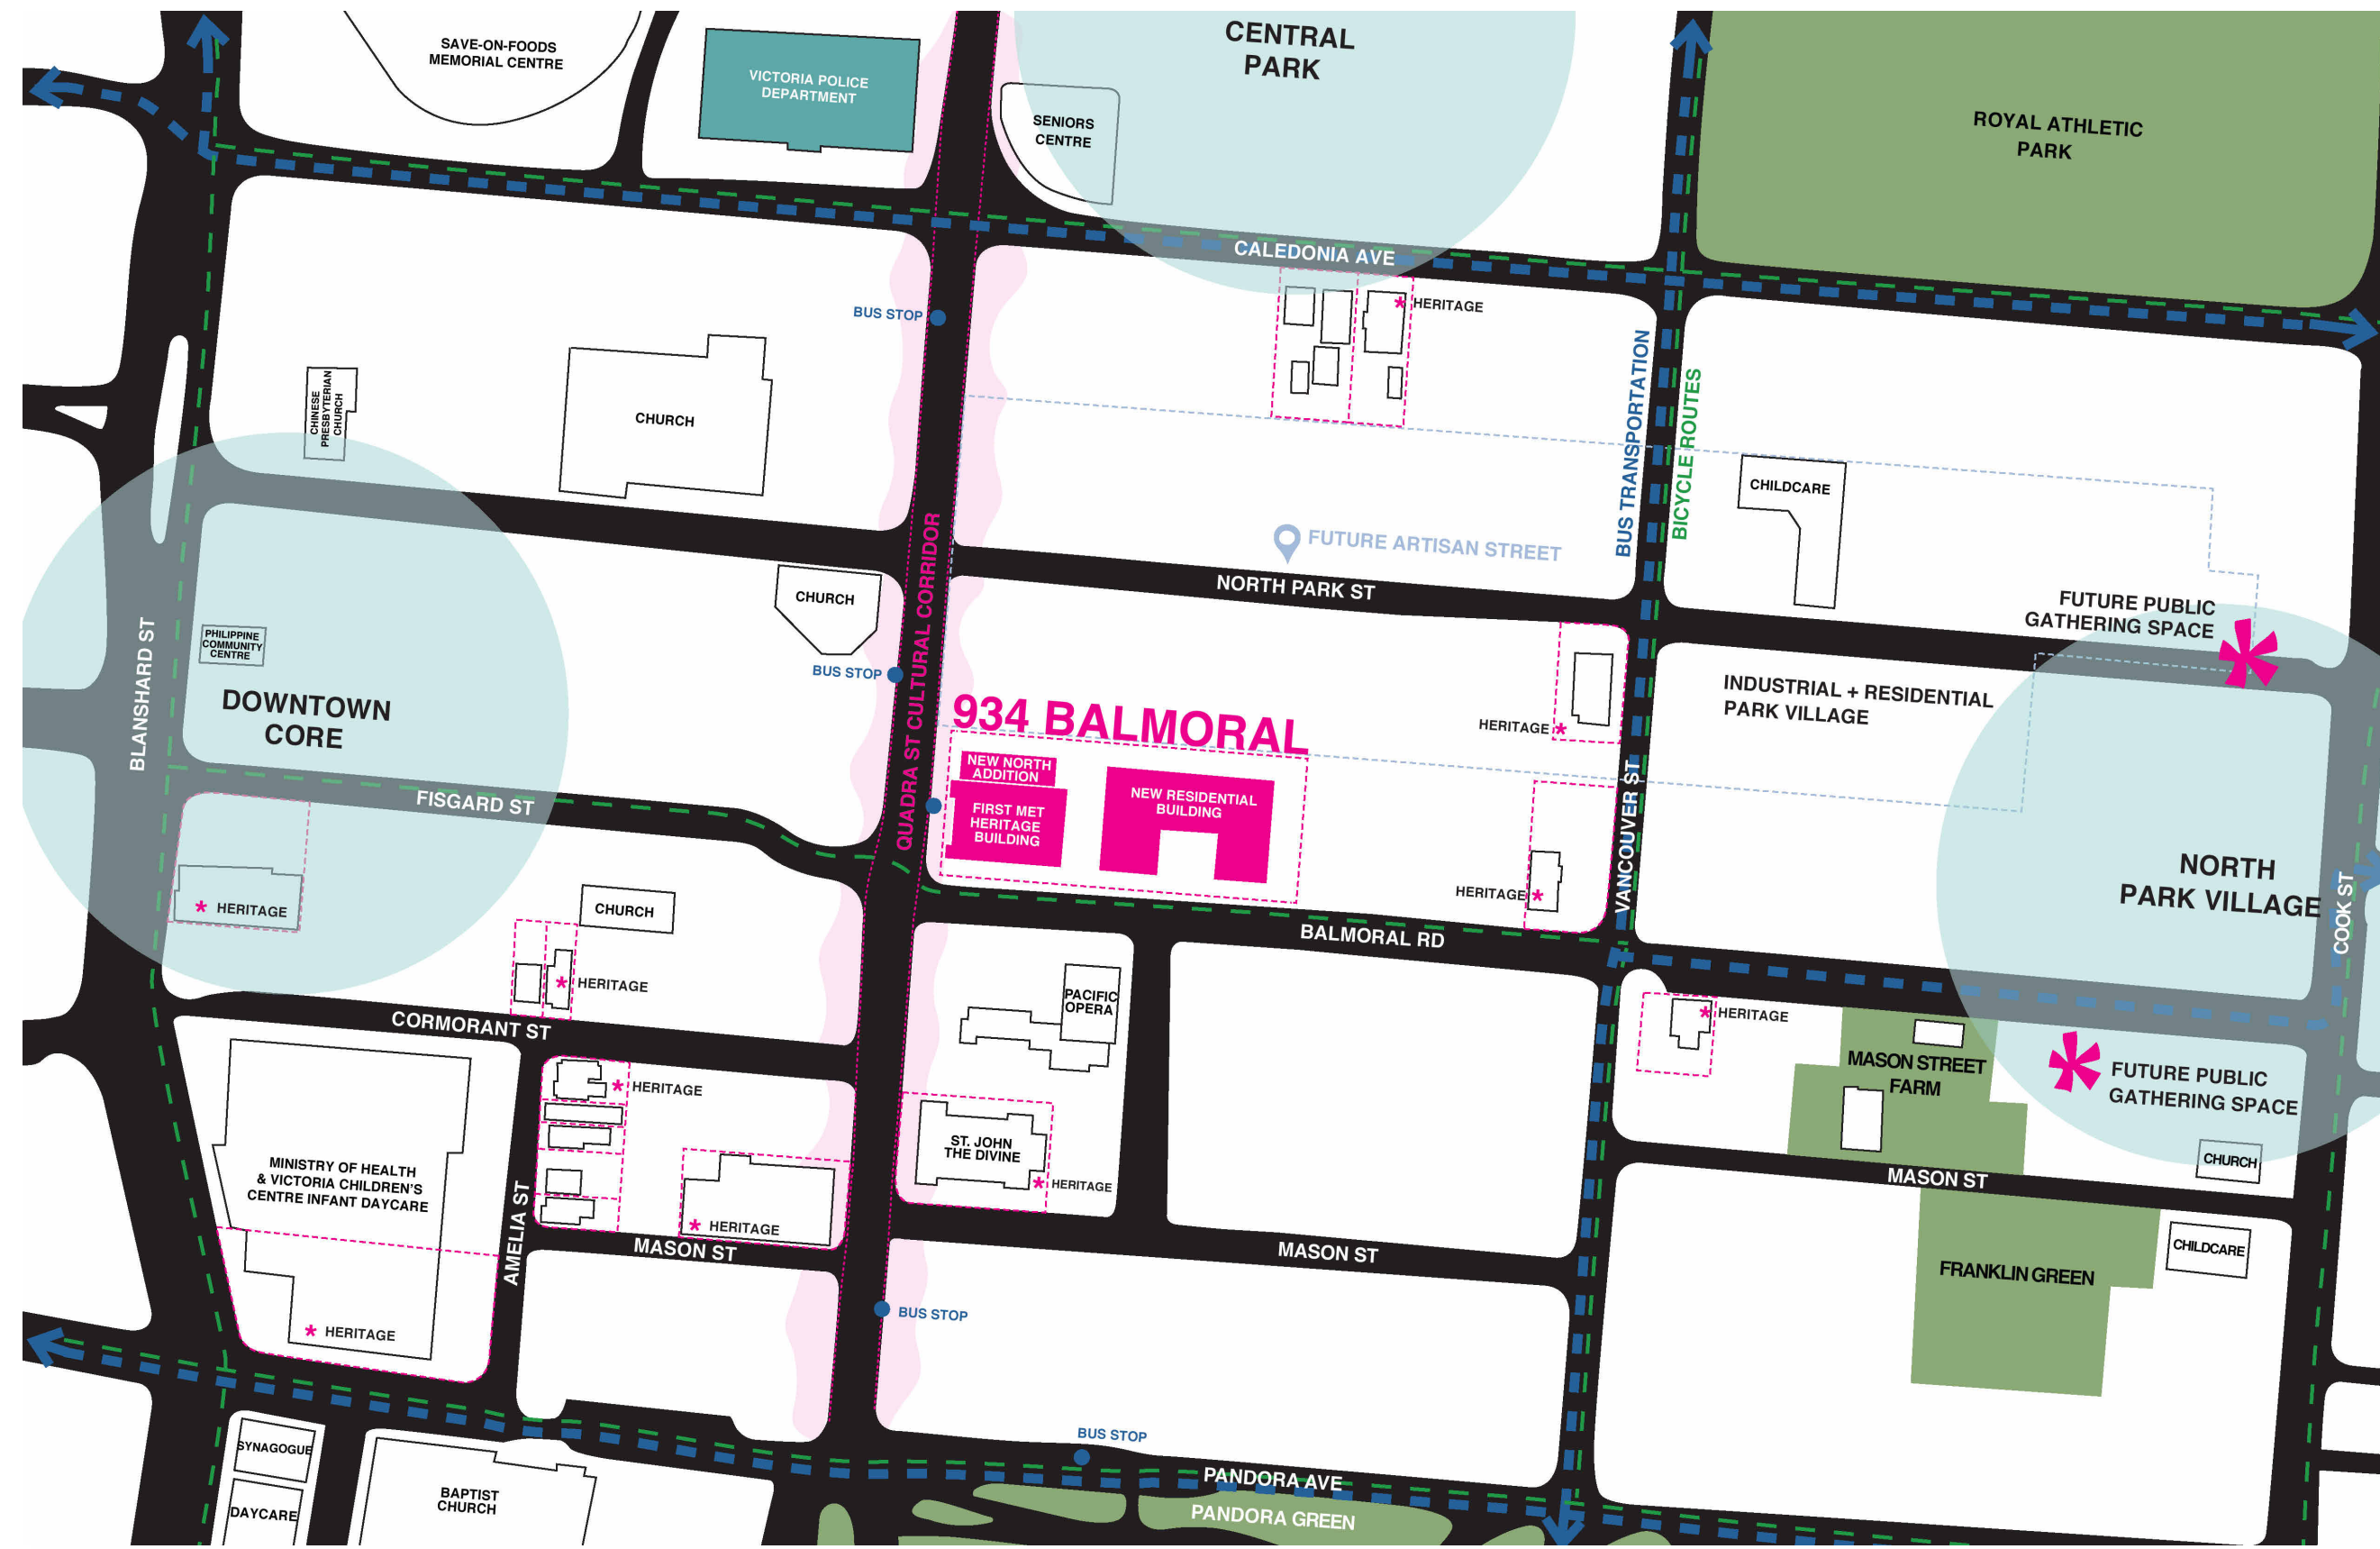 SAVE-ON-FOODS
MEMORIAL CENTRE
VICTORIA POLICE
DEPARTMENT
CENTRAL
PARK
SENIORS
CENTRE
ROYAL ATHLETIC
PARK
CALEDONIA AVE
HERITAGE
BUS STOP
CHINESE
PRESBYTERIAN
CHURCH
CHURCH
BUS TRANSPORTATION
BICYCLE ROUTES
CHILDCARE
FUTURE ARTISAN STREET
NORTH PARK ST
QUADRA ST CULTURAL CORRIDOR
CHURCH
BUS STOP
FUTURE PUBLIC
GATHERING SPACE
PHILIPPINE
COMMUNITY
CENTRE
BLANSHARD ST
DOWNTOWN
CORE
934 BALMORAL
HERITAGE
INDUSTRIAL + RESIDENTIAL
PARK VILLAGE
NEW NORTH
ADDITION
FIRST MET
HERITAGE
BUILDING
NEW RESIDENTIAL
BUILDING
FISGARD ST
VANCOUVER ST
HERITAGE
NORTH
PARK VILLAGE
COOK ST
HERITAGE
CHURCH
BALMORAL RD
HERITAGE
PACIFIC
OPERA
CORMORANT ST
HERITAGE
MASON STREET
FARM
FUTURE PUBLIC
GATHERING SPACE
HERITAGE
ST. JOHN
THE DIVINE
HERITAGE
CHURCH
MINISTRY OF HEALTH
& VICTORIA CHILDREN'S
CENTRE INFANT DAYCARE
AMELIA ST
HERITAGE
MASON ST
MASON ST
MASON ST
CHILDCARE
FRANKLIN GREEN
BUS STOP
HERITAGE
BUS STOP
SYNAGOGUE
DAYCARE
BAPTIST
CHURCH
PANDORA AVE
PANDORA GREEN